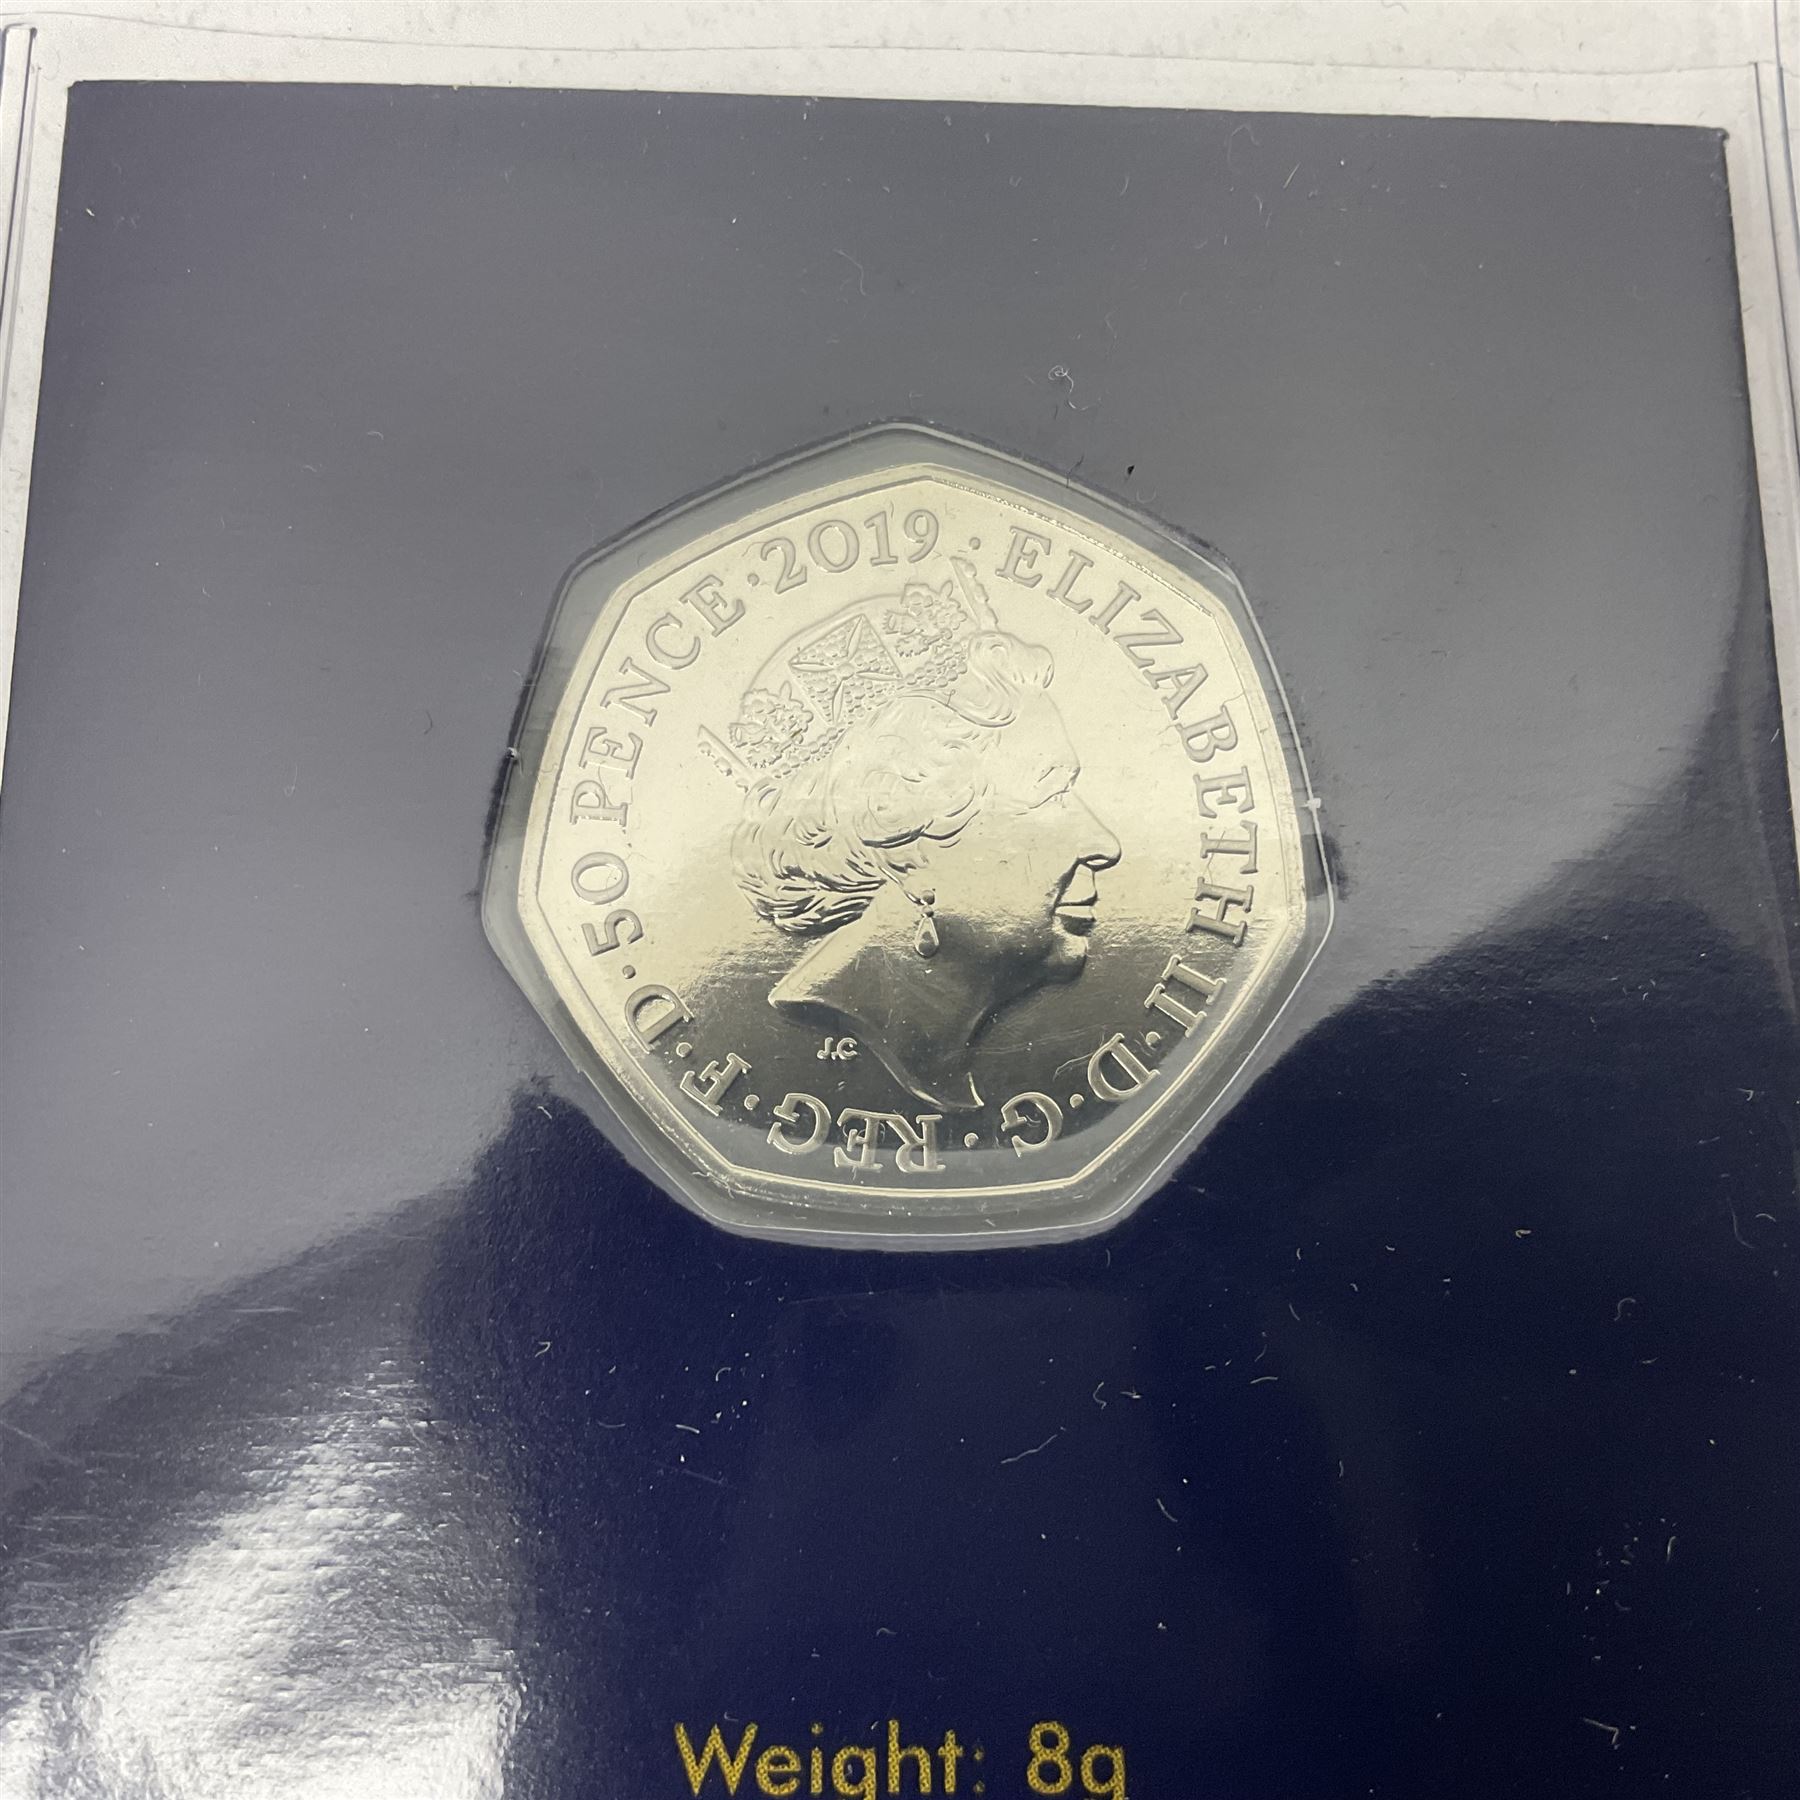 ELIZABETH II · D · G · REG · F · D · 50 PENCE · 2019 ·
J.C
Weight: 8g